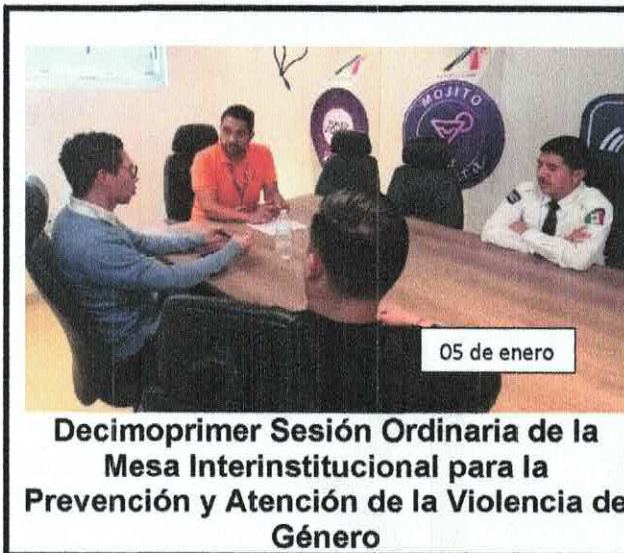 MOJITO
05 de enero
Decimoprimer Sesión Ordinaria de la
Mesa Interinstitucional para la
Prevención y Atención de la Violencia de
Género